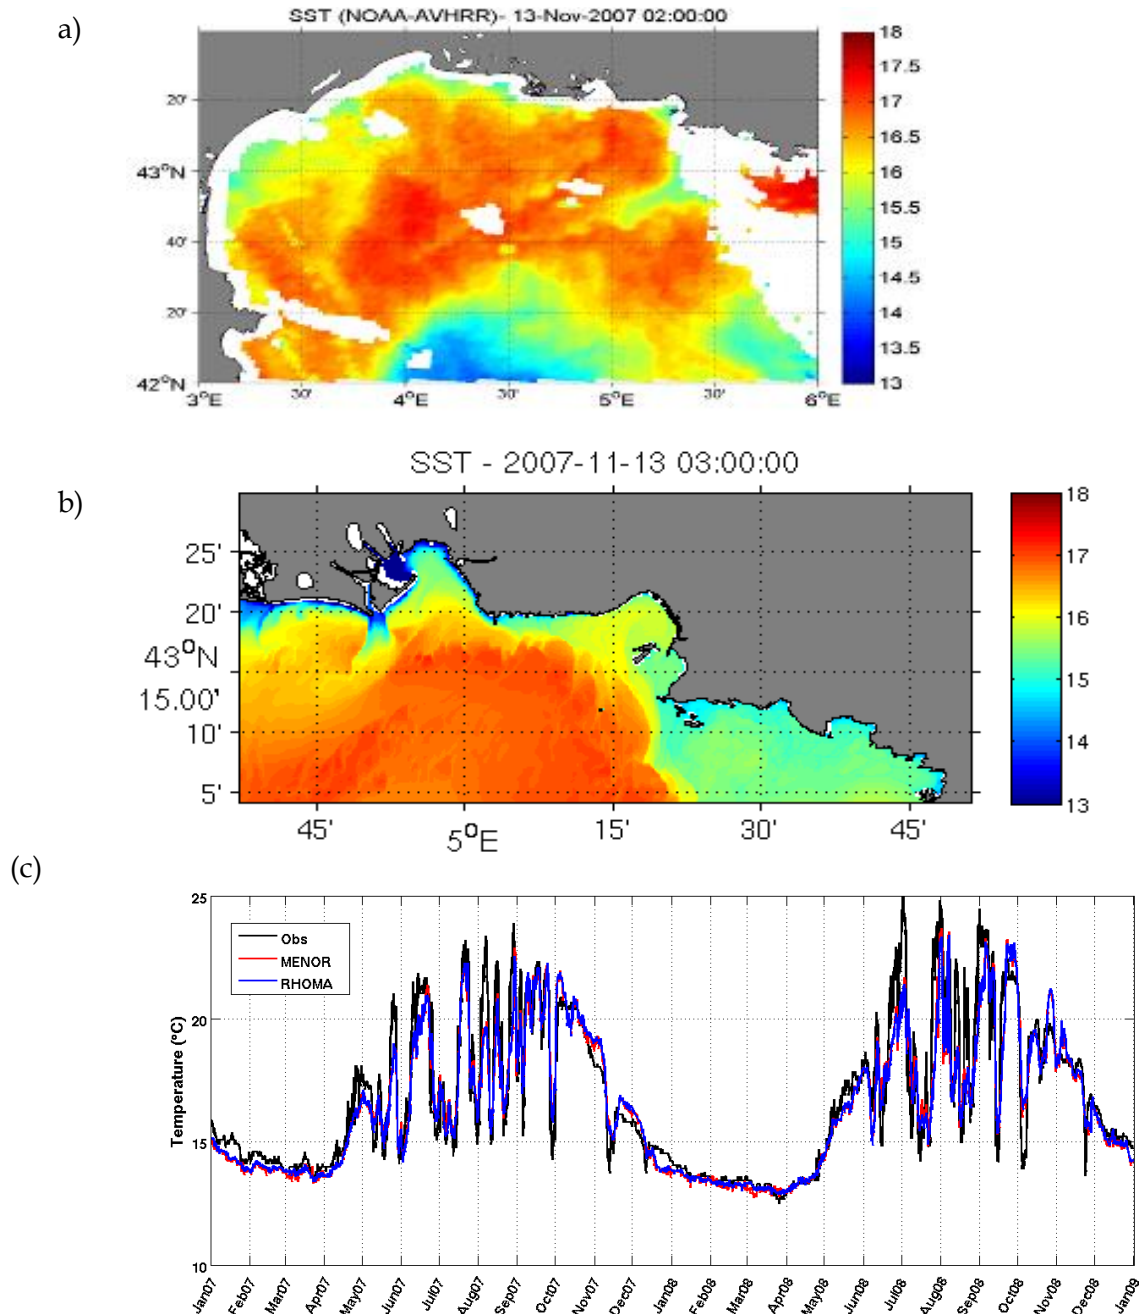 a)
SST (NOAA-AVHRR)- 13-Nov-2007 02:00:00
18
17.5
17
16.5
16
15.5
15
14.5
14
13.5
13
20'
43°N
40'
20'
42°N
3°E
30'
4°E
30'
5°E
30'
6°E
b)
SST - 2007-11-13 03:00:00
18
17
16
15
14
13
25'
20'
43°N
15.00'
10'
5'
45'
5°E
15'
30'
45'
(c)
25
20
15
10
Temperature (°C)
Obs
MENOR
RHOMA
Jan07
Feb07
Mar07
Apr07
May07
Jun07
Jul07
Aug07
Sep07
Oct07
Nov07
Dec07
Jan08
Feb08
Mar08
Apr08
May08
Jun08
Jul08
Aug08
Sep08
Oct08
Nov08
Dec08
Jan09